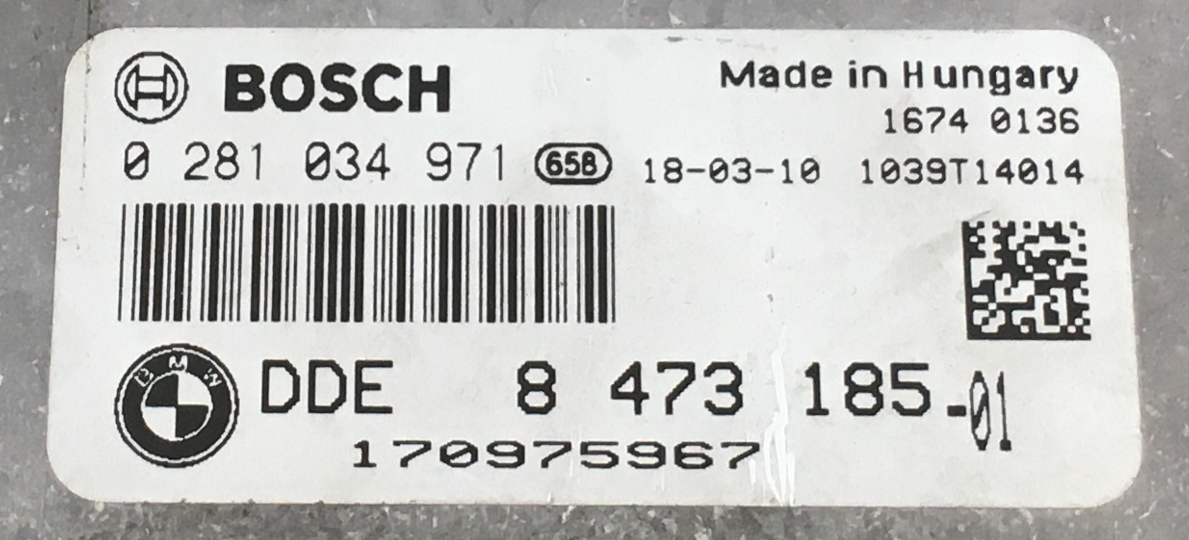 BOSCH
Made in Hungary
1674 0136
0 281 034 971 658 18-03-10 1039T14014
BMW
DDE 8 473 185-01
170975967